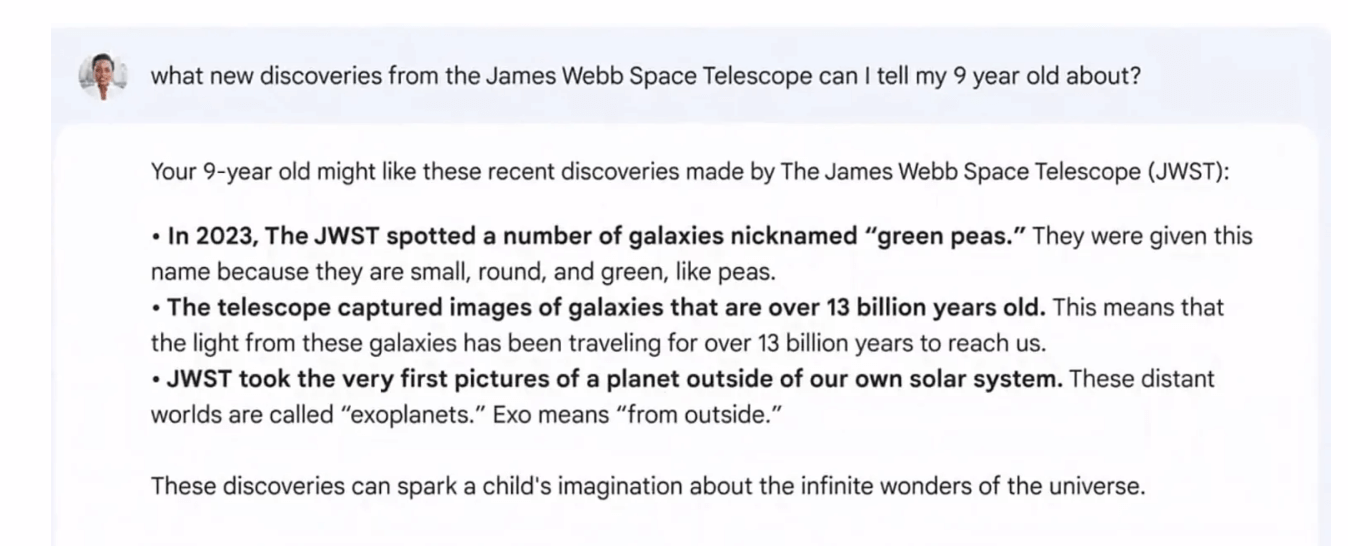 what new discoveries from the James Webb Space Telescope can I tell my 9 year old about?
Your 9-year old might like these recent discoveries made by The James Webb Space Telescope (JWST):
• In 2023, The JWST spotted a number of galaxies nicknamed “green peas.” They were given this
name because they are small, round, and green, like peas.
• The telescope captured images of galaxies that are over 13 billion years old. This means that
the light from these galaxies has been traveling for over 13 billion years to reach us.
• JWST took the very first pictures of a planet outside of our own solar system. These distant
worlds are called “exoplanets.” Exo means “from outside.”
These discoveries can spark a child's imagination about the infinite wonders of the universe.